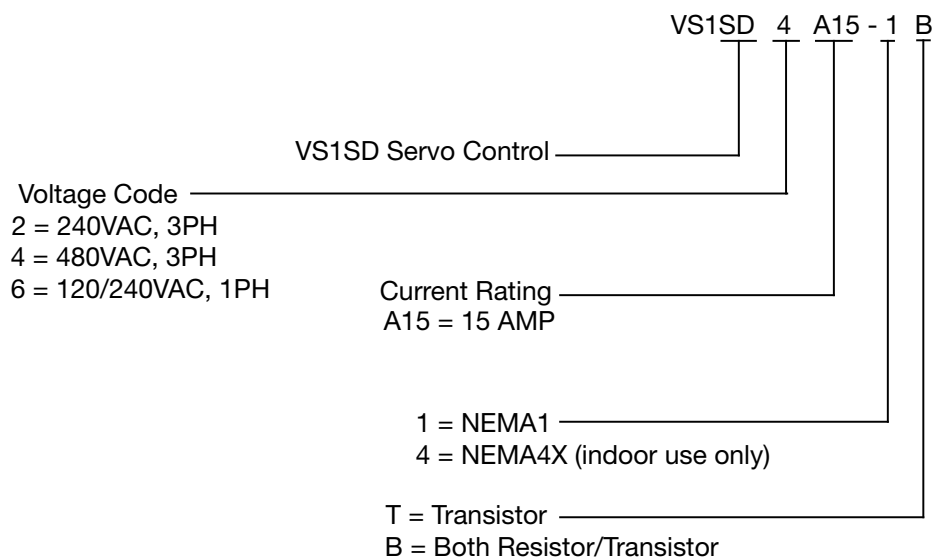 VS1SD 4 A15 - 1 B
VS1SD Servo Control
Voltage Code
2 = 240VAC, 3PH
4 = 480VAC, 3PH
6 = 120/240VAC, 1PH
Current Rating
A15 = 15 AMP
1 = NEMA1
4 = NEMA4X (indoor use only)
T = Transistor
B = Both Resistor/Transistor